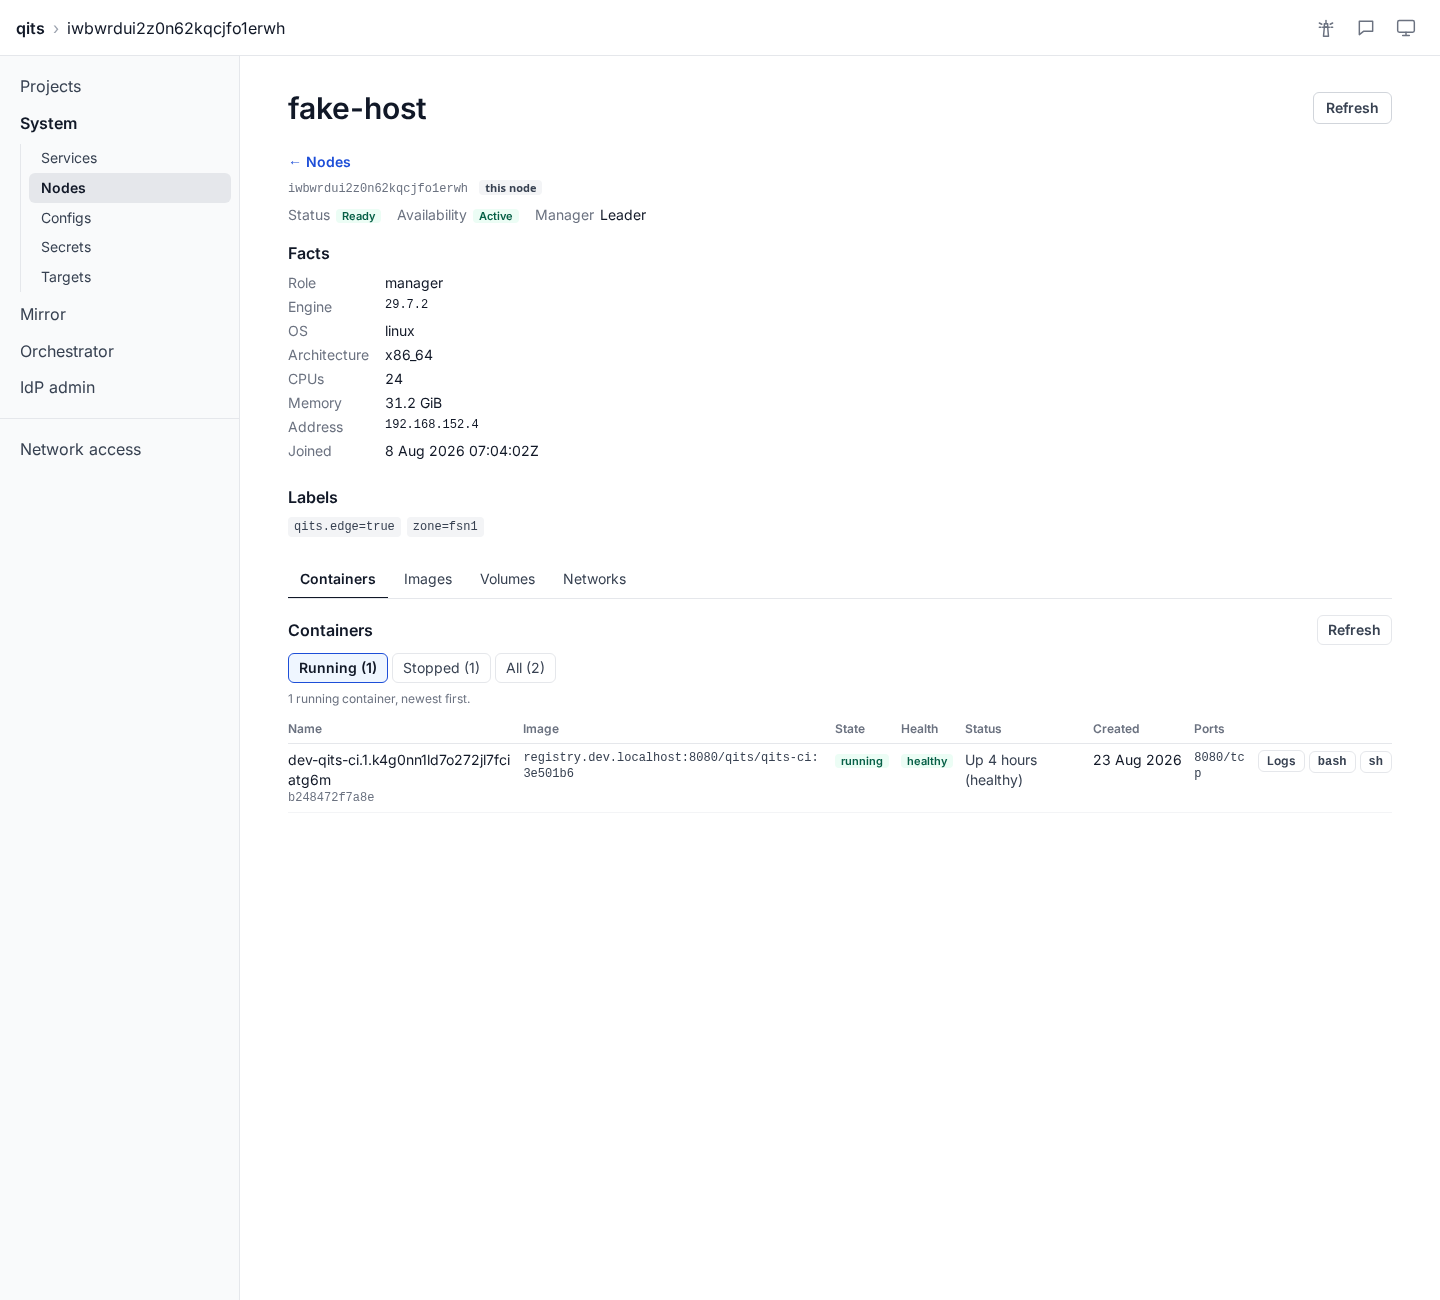 qits › iwbwrdui2z0n62kqcjfo1erwh
Projects
System
Services
Nodes
Configs
Secrets
Targets
Mirror
Orchestrator
IdP admin
Network access
fake-host
Refresh
← Nodes
iwbwrdui2z0n62kqcjfo1erwh this node
Status Ready Availability Active Manager Leader
Facts
Role manager
Engine 29.7.2
OS linux
Architecture x86_64
CPUs 24
Memory 31.2 GiB
Address 192.168.152.4
Joined 8 Aug 2026 07:04:02Z
Labels
qits.edge=true zone=fsn1
Containers Images Volumes Networks
Containers
Refresh
Running (1) Stopped (1) All (2)
1 running container, newest first.
Name Image State Health Status Created Ports
dev-qits-ci.1.k4g0nn1ld7o272jl7fci registry.dev.localhost:8080/qits/qits-ci: running healthy Up 4 hours 23 Aug 2026 8080/tc Logs bash sh
atg6m 3e501b6 (healthy) p
b248472f7a8e